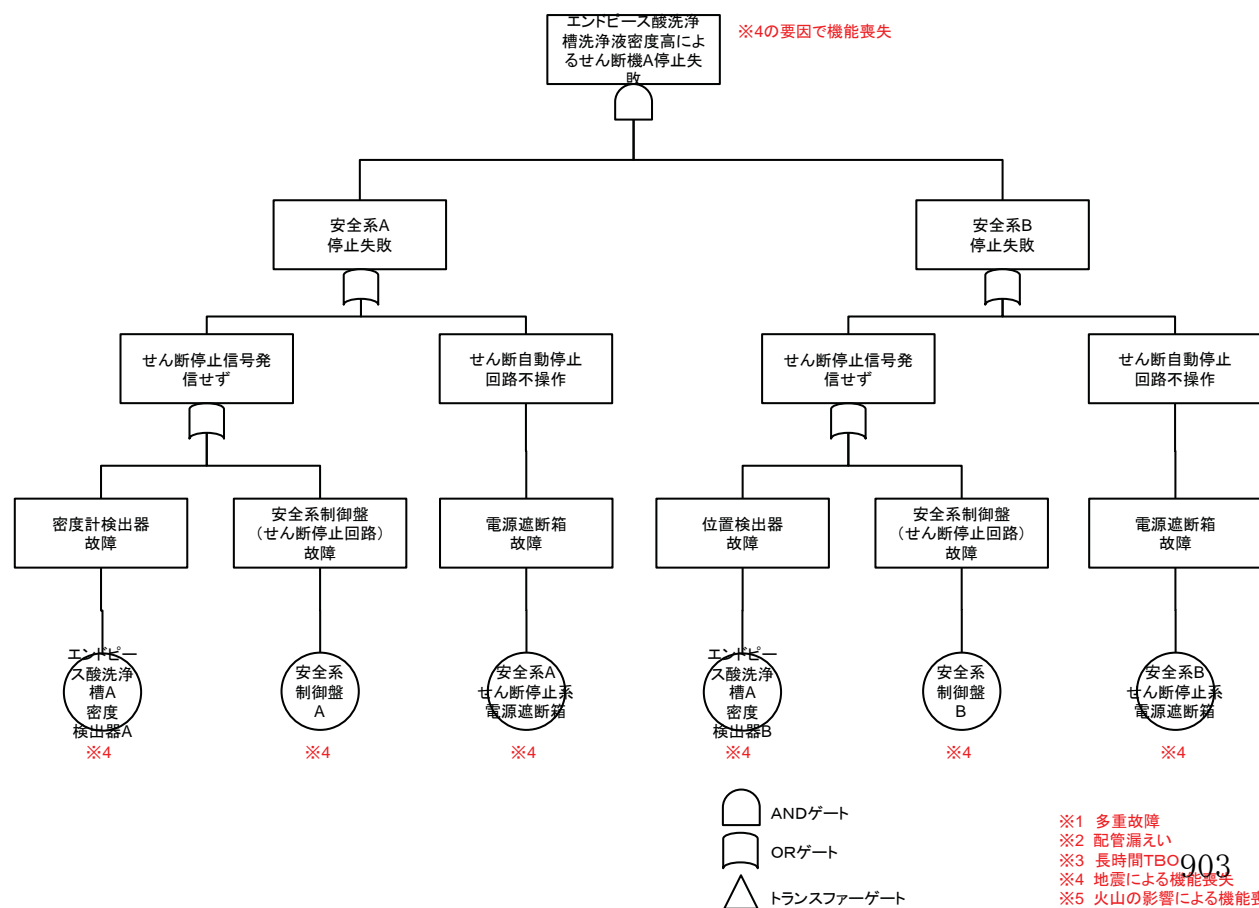 エンドピース酸洗浄
槽洗浄液密度高によ
るせん断機A停止失
敗
※4の要因で機能喪失
安全系A
停止失敗
安全系B
停止失敗
せん断停止信号発
信せず
せん断自動停止
回路不操作
せん断停止信号発
信せず
せん断自動停止
回路不操作
密度計検出器
故障
安全系制御盤
(せん断停止回路)
故障
電源遮断箱
故障
位置検出器
故障
安全系制御盤
(せん断停止回路)
故障
電源遮断箱
故障
エンドピー
ス酸洗浄
槽A
密度
検出器A
安全系
制御盤
A
安全系A
せん断停止系
電源遮断箱
エンドピー
ス酸洗浄
槽A
密度
検出器B
安全系
制御盤
B
安全系B
せん断停止系
電源遮断箱
※4
※4
※4
※4
※4
※4
ANDゲート
ORゲート
トランスファーゲート
※1 多重故障
※2 配管漏えい
※3 長時間TBO
※4 地震による機能喪失
※5 火山の影響による機能喪
903